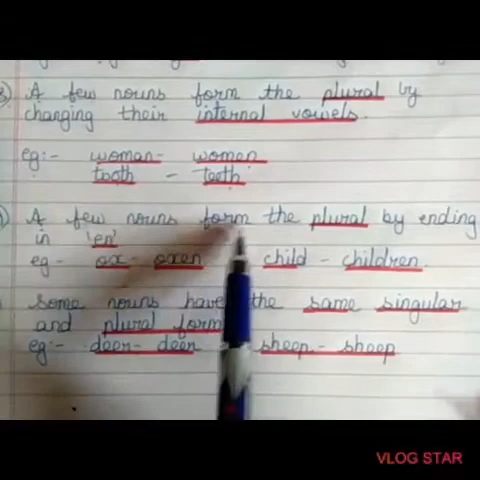 A few nouns form the plural by
changing their internal vowels.
eg:- woman - women
tooth - teeth
A few nouns form the plural by ending
in 'en'
eg - ox - oxen child - children.
Some nouns have the same singular
and plural form
eg:- deer - deer sheep - sheep
VLOG STAR